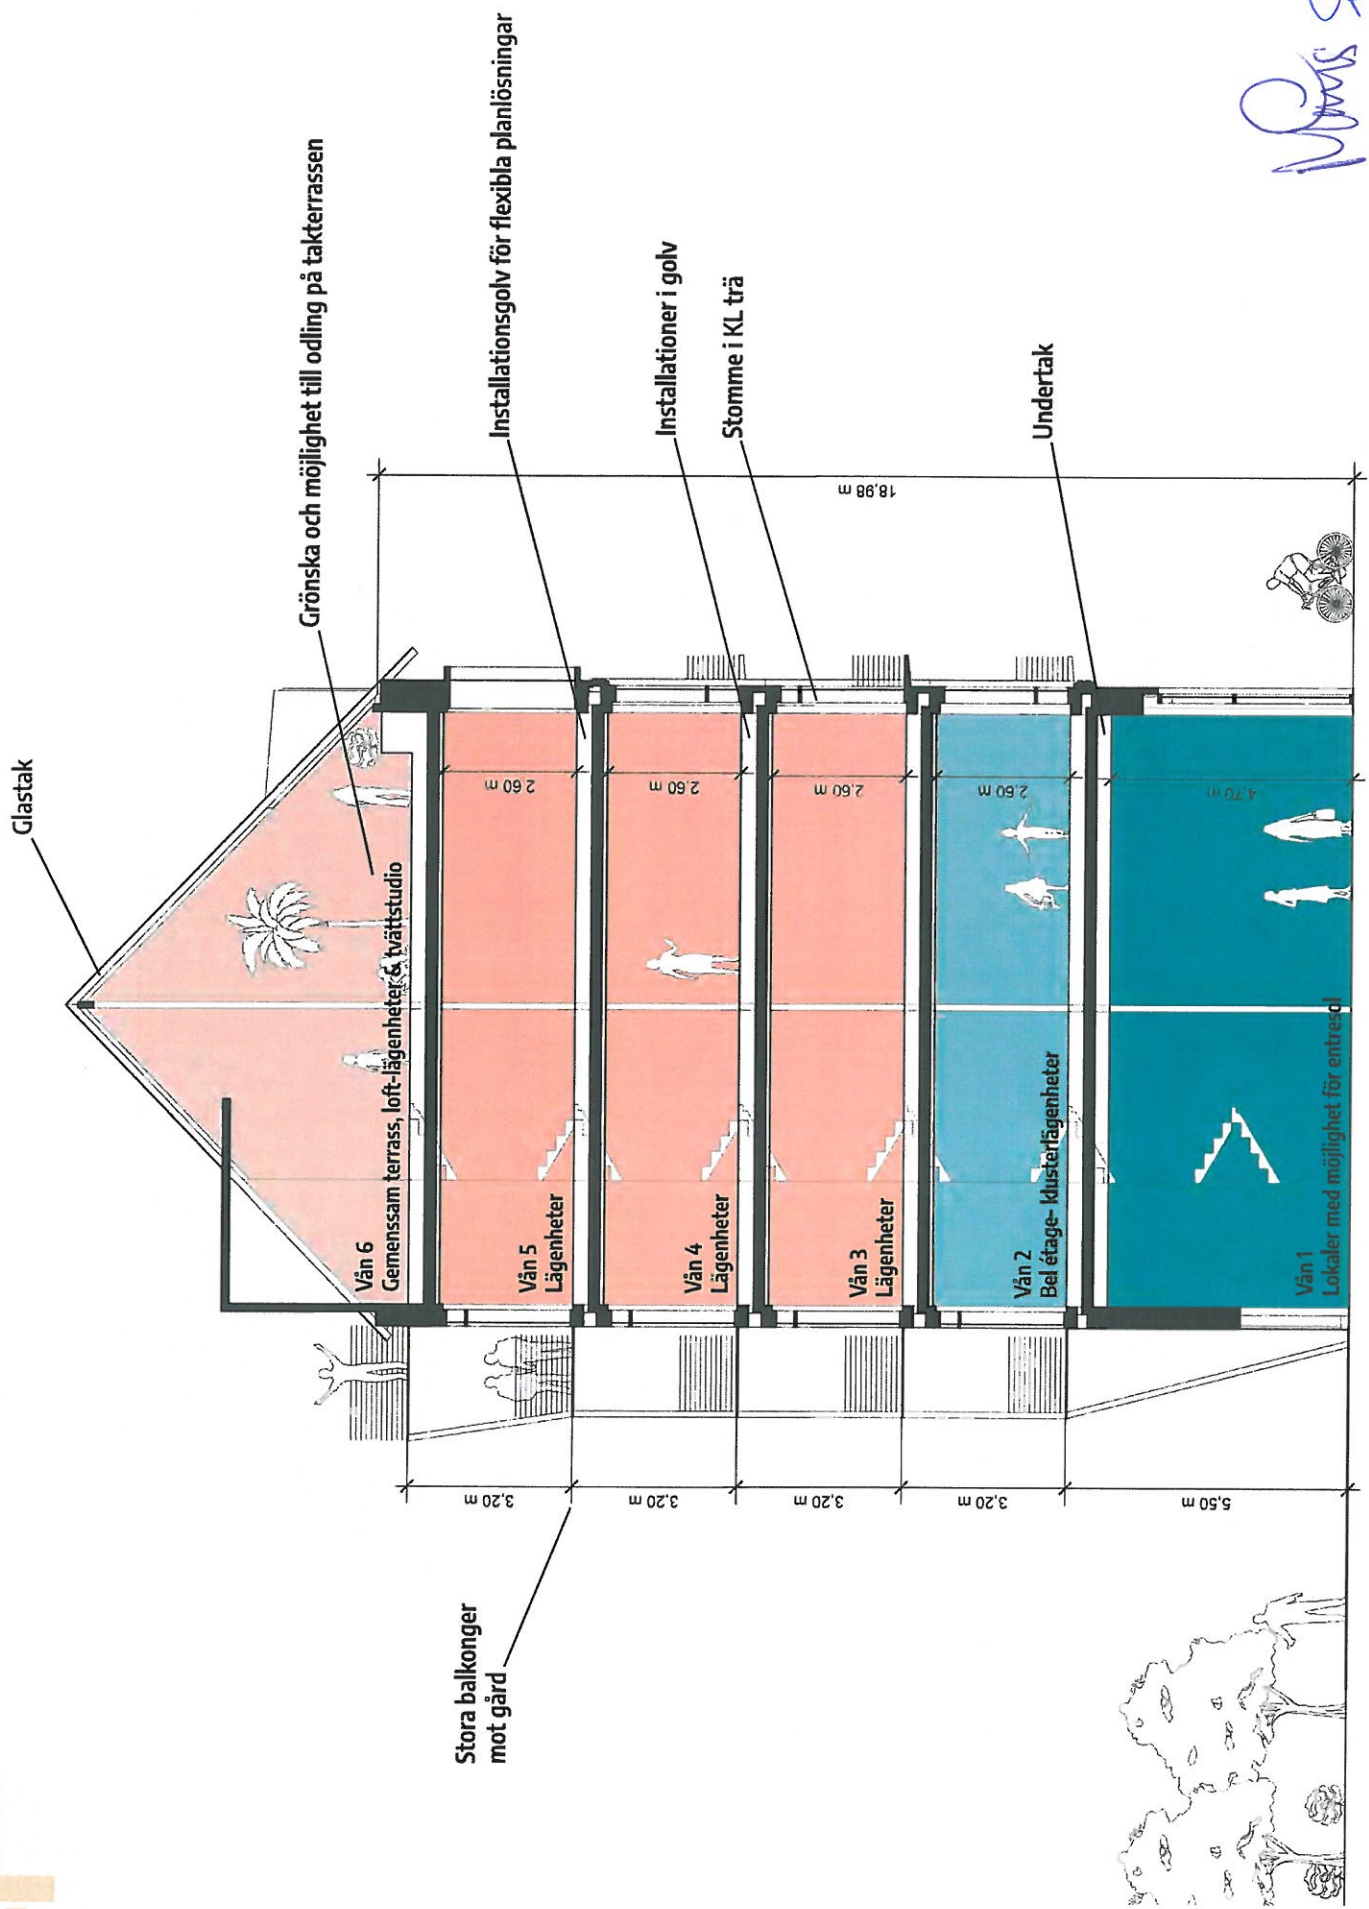 Glastak
Grönska och möjlighet till odling på takterrassen
Installationsgolv för flexibla planlösningar
Installationer i golv
Stomme i KL trä
Undertak
Stora balkonger
mot gård
Vån 6
Gemenssam terrass, loft-lägenheter & tvättstudio
Vån 5
Lägenheter
Vån 4
Lägenheter
Vån 3
Lägenheter
Vån 2
Bel étage- klusterlägenheter
Vån 1
Lokaler med möjlighet för entresol
3,20 m
3,20 m
3,20 m
3,20 m
5,50 m
2,60 m
2,60 m
2,60 m
2,60 m
4,70 m
18,98 m